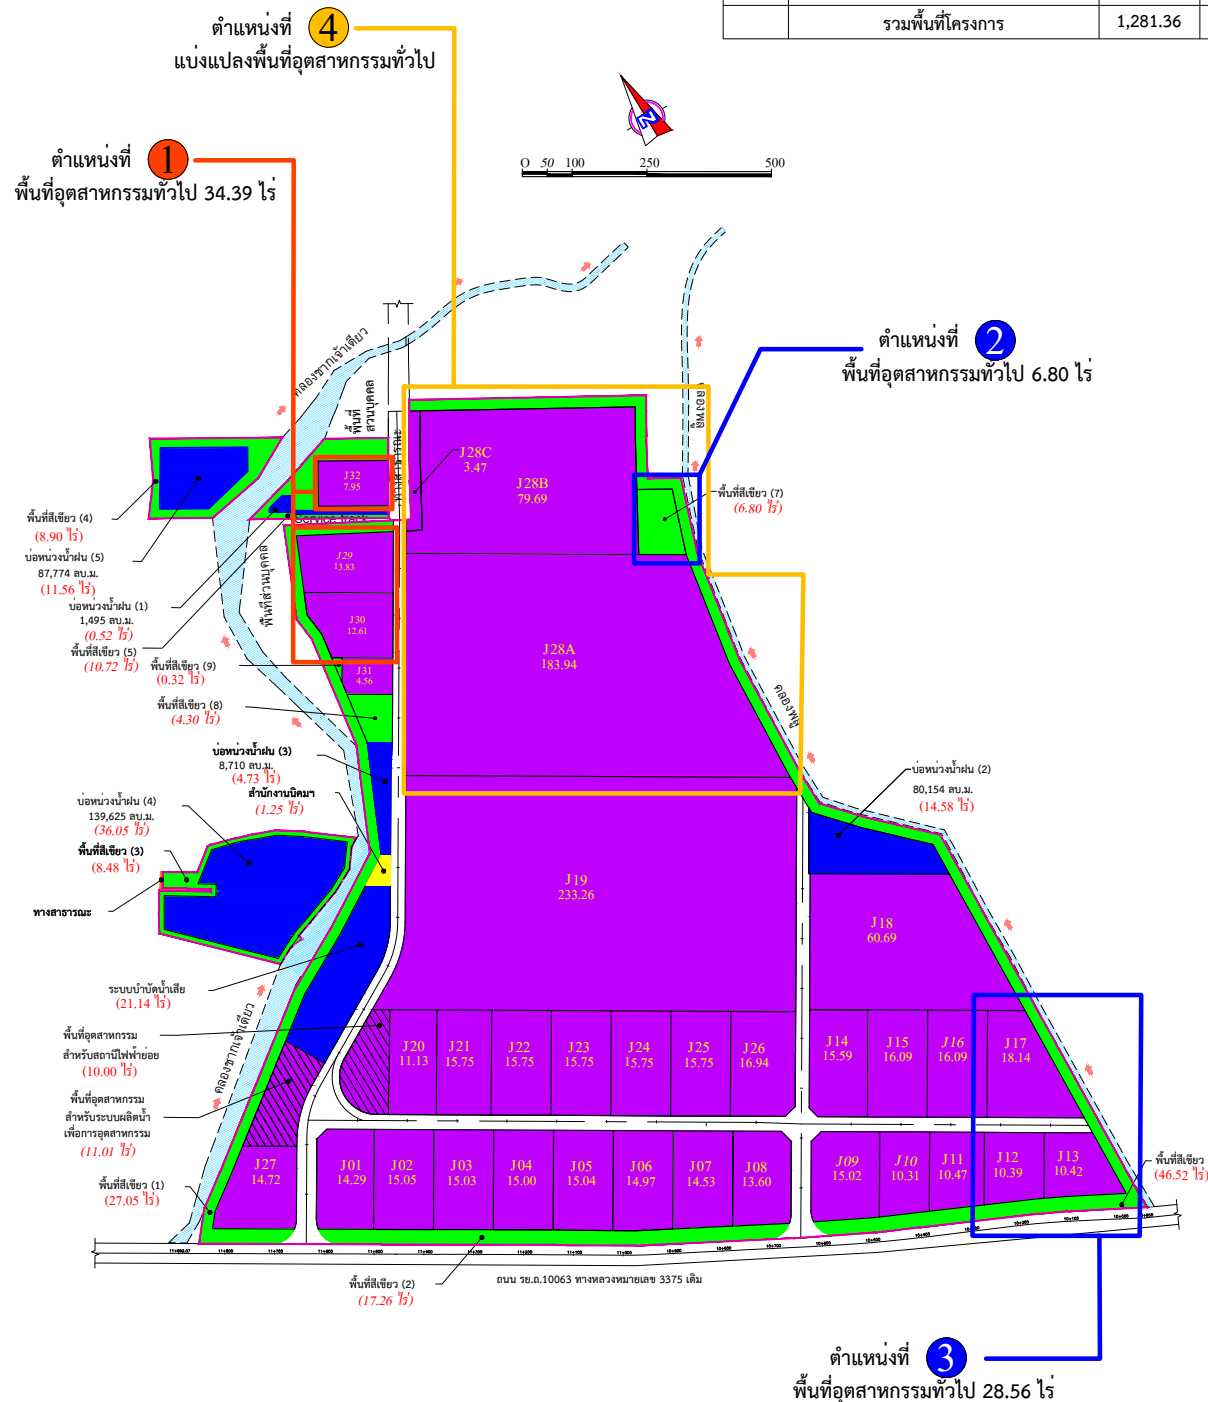 รวมพื้นที่โครงการ 1,281.36
ตำแหน่งที่ 4
แบ่งแปลงพื้นที่อุตสาหกรรมทั่วไป
N
ตำแหน่งที่ 1
พื้นที่อุตสาหกรรมทั่วไป 34.39 ไร่
0 50 100 250 500
ตำแหน่งที่ 2
พื้นที่อุตสาหกรรมทั่วไป 6.80 ไร่
คลองชากเจ้าเดียว
พื้นที่
ส่วนบุคคล
ทางสาธารณะ
คลองพลู
J28C
3.47
J28B
79.69
J32
7.95
พื้นที่สีเขียว (7)
(6.80 ไร่)
พื้นที่สีเขียว (4)
(8.90 ไร่)
Service track
บ่อหน่วงน้ำฝน (5)
87,774 ลบ.ม.
(11.56 ไร่)
พื้นที่ส่วนบุคคล
J29
13.83
บ่อหน่วงน้ำฝน (1)
1,495 ลบ.ม.
(0.52 ไร่)
J30
12.61
พื้นที่สีเขียว (5)
(10.72 ไร่)
พื้นที่สีเขียว (9)
(0.32 ไร่)
J31
4.56
J28A
183.94
คลองพลู
พื้นที่สีเขียว (8)
(4.30 ไร่)
บ่อหน่วงน้ำฝน (3)
8,710 ลบ.ม.
(4.73 ไร่)
บ่อหน่วงน้ำฝน (2)
80,154 ลบ.ม.
(14.58 ไร่)
สำนักงานนิคมฯ
(1.25 ไร่)
บ่อหน่วงน้ำฝน (4)
139,625 ลบ.ม.
(36.05 ไร่)
พื้นที่สีเขียว (3)
(8.48 ไร่)
ทางสาธารณะ
J19
233.26
J18
60.69
ระบบบำบัดน้ำเสีย
(21.14 ไร่)
คลองชากเจ้าเดียว
พื้นที่อุตสาหกรรม
สำหรับสถานีไฟฟ้าย่อย
(10.00 ไร่)
J20 J21 J22 J23 J24 J25 J26 J14 J15 J16 J17
11.13 15.75 15.75 15.75 15.75 15.75 16.94 15.59 16.09 16.09 18.14
พื้นที่อุตสาหกรรม
สำหรับระบบผลิตน้ำ
เพื่อการอุตสาหกรรม
(11.01 ไร่)
J27 J01 J02 J03 J04 J05 J06 J07 J08 J09 J10 J11 J12 J13
14.72 14.29 15.05 15.03 15.00 15.04 14.97 14.53 13.60 15.02 10.31 10.47 10.39 10.42
พื้นที่สีเขียว
(46.52 ไร่)
พื้นที่สีเขียว (1)
(27.05 ไร่)
พื้นที่สีเขียว (2)
(17.26 ไร่)
ถนน รย.ถ.10063 ทางหลวงหมายเลข 3375 เดิม
ตำแหน่งที่ 3
พื้นที่อุตสาหกรรมทั่วไป 28.56 ไร่